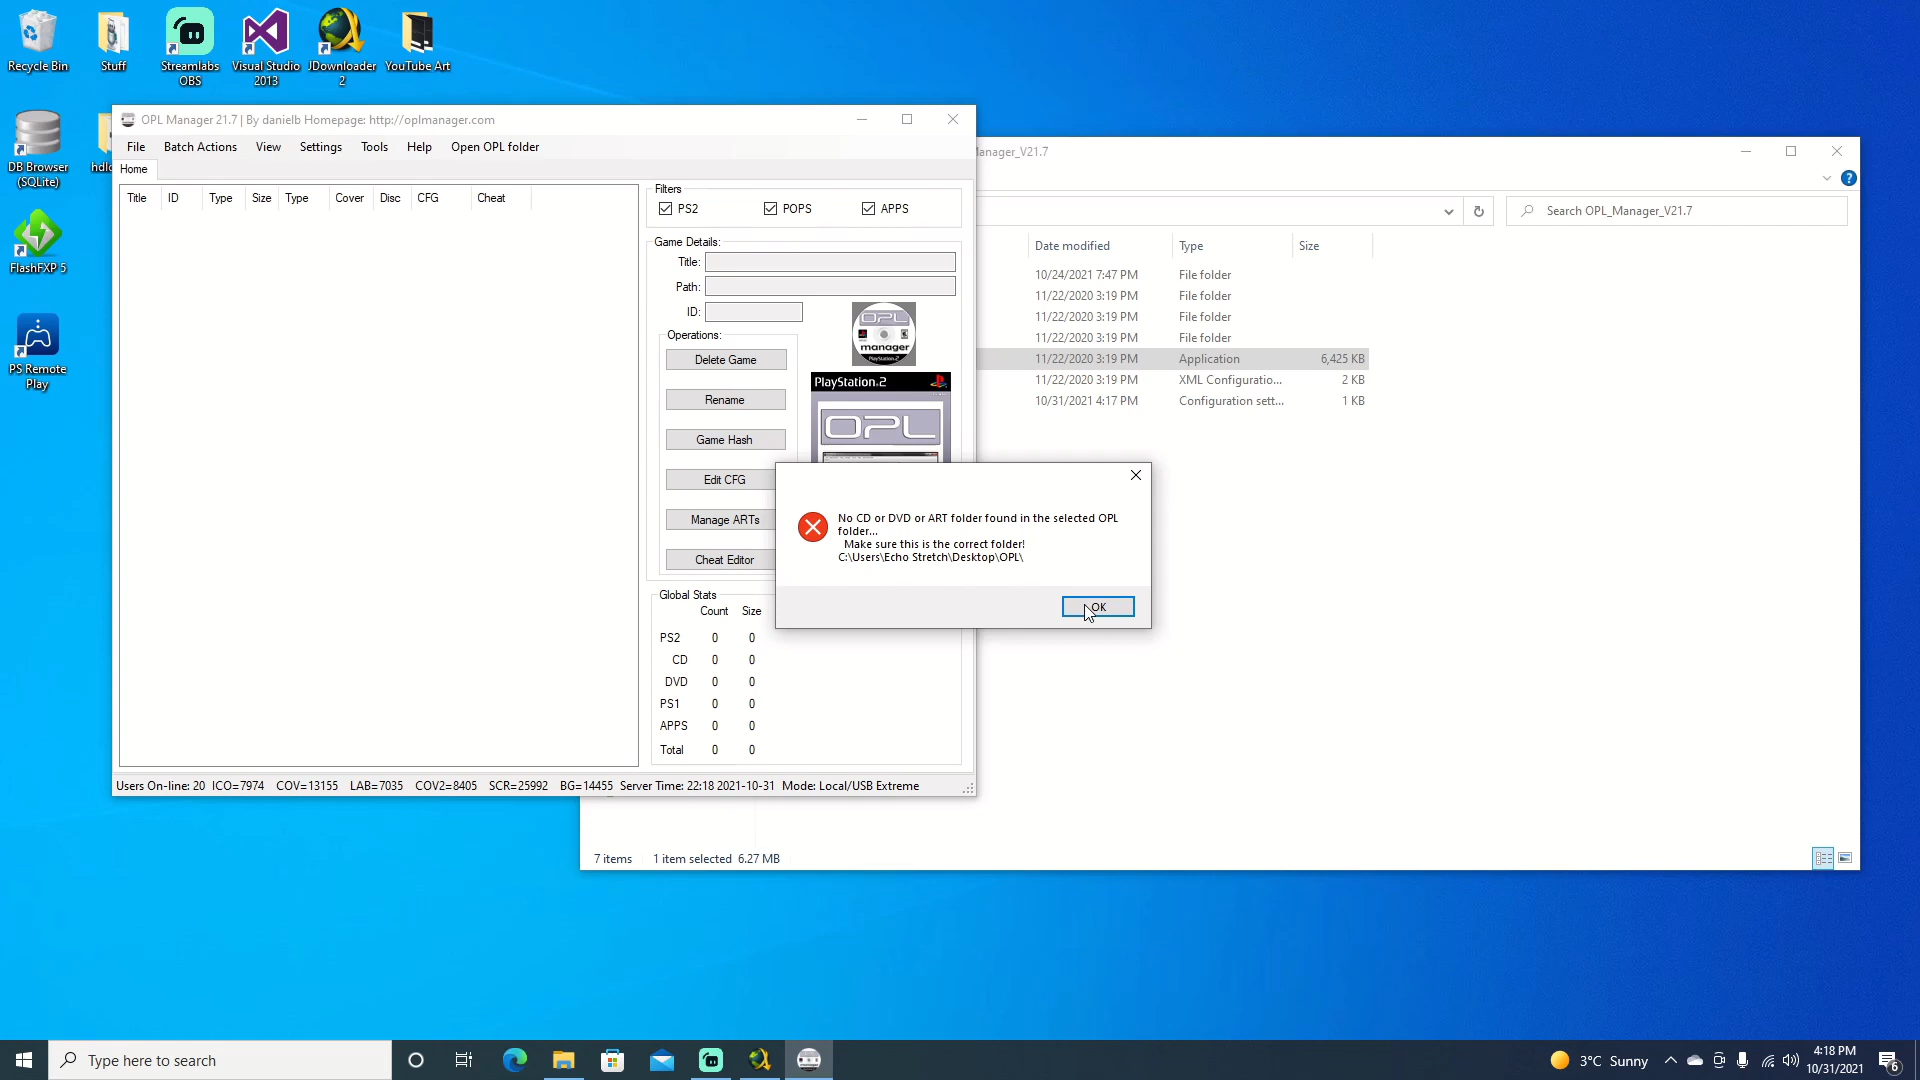 Recycle Bin
Stuff
Streamlabs
OBS
Visual Studio
2013
JDownloader
2
YouTube Art
DB Browser
(SQLite)
FlashFXP 5
PS Remote
Play
OPL Manager 21.7 | By danielb Homepage: http://oplmanager.com
File Batch Actions View Settings Tools Help Open OPL folder
Home
Title ID Type Size Type Cover Disc CFG Cheat
Filters
PS2 POPS APPS
Game Details:
Title:
Path:
ID:
OPL
manager
PlayStation.2
Operations:
Delete Game
Rename
Game Hash
Edit CFG
Manage ARTs
Cheat Editor
PlayStation.2
OPL
Global Stats
Count Size
PS2 0 0
CD 0 0
DVD 0 0
PS1 0 0
APPS 0 0
Total 0 0
Users On-line: 20 ICO=7974 COV=13155 LAB=7035 COV2=8405 SCR=25992 BG=14455 Server Time: 22:18 2021-10-31 Mode: Local/USB Extreme
No CD or DVD or ART folder found in the selected OPL
folder...
Make sure this is the correct folder!
C:\Users\Echo Stretch\Desktop\OPL\
OK
Manager_V21.7
Search OPL_Manager_V21.7
Date modified Type Size
10/24/2021 7:47 PM File folder
11/22/2020 3:19 PM File folder
11/22/2020 3:19 PM File folder
11/22/2020 3:19 PM File folder
11/22/2020 3:19 PM Application 6,425 KB
11/22/2020 3:19 PM XML Configuratio... 2 KB
10/31/2021 4:17 PM Configuration sett... 1 KB
7 items 1 item selected 6.27 MB
Type here to search
3°C Sunny
4:18 PM
10/31/2021
6